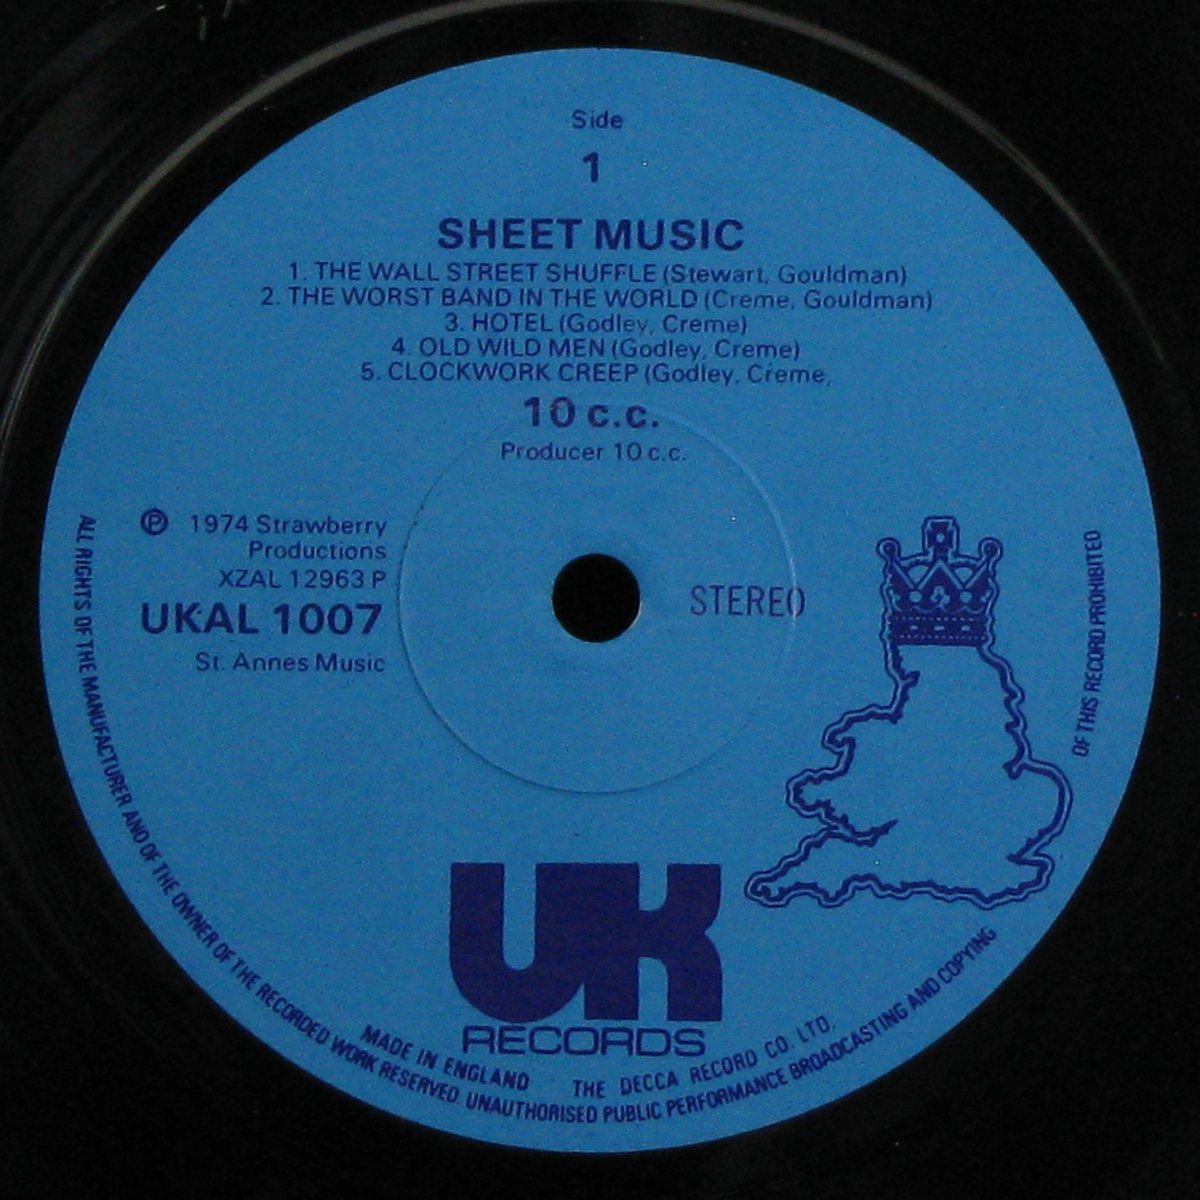 Side
1
SHEET MUSIC
1. THE WALL STREET SHUFFLE (Stewart, Gouldman)
2. THE WORST BAND IN THE WORLD (Creme, Gouldman)
3. HOTEL (Godley, Creme)
4. OLD WILD MEN (Godley, Creme)
5. CLOCKWORK CREEP (Godley, Creme,
10 c.c.
Producer 10 c.c.
℗ 1974 Strawberry
Productions
XZAL 12963 P
UKAL 1007
St. Annes Music
STEREO
UK
RECORDS
MADE IN ENGLAND THE DECCA RECORD CO. LTD.
ALL RIGHTS OF THE MANUFACTURER AND OF THE OWNER OF THE RECORDED WORK RESERVED. UNAUTHORISED PUBLIC PERFORMANCE BROADCASTING AND COPYING OF THIS RECORD PROHIBITED